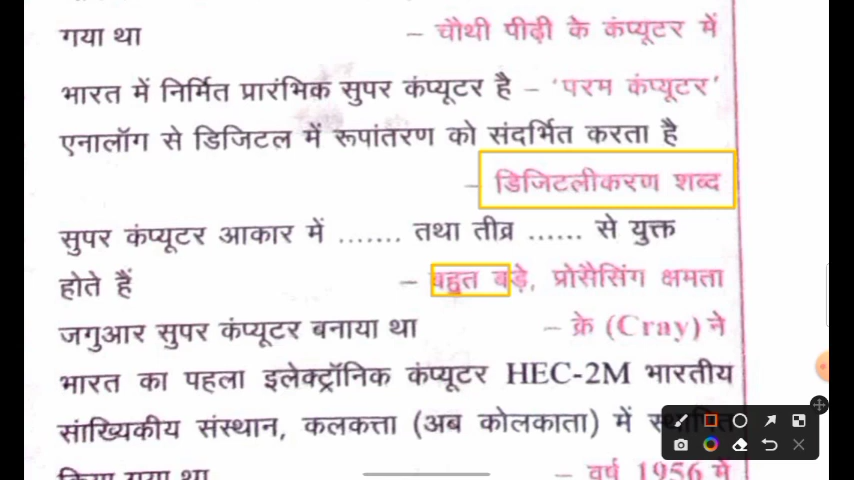 गया था – चौथी पीढ़ी के कंप्यूटर में
भारत में निर्मित प्रारंभिक सुपर कंप्यूटर है – ‘परम कंप्यूटर’
एनालॉग से डिजिटल में रूपांतरण को संदर्भित करता है
– डिजिटलीकरण शब्द
सुपर कंप्यूटर आकार में ....... तथा तीव्र ...... से युक्त
होते हैं – बहुत बड़े, प्रोसैसिंग क्षमता
जगुआर सुपर कंप्यूटर बनाया था – क्रे (Cray) ने
भारत का पहला इलेक्ट्रॉनिक कंप्यूटर HEC-2M भारतीय
सांख्यिकीय संस्थान, कलकत्ता (अब कोलकाता) में स्थापित
किया गया था – वर्ष 1956 में